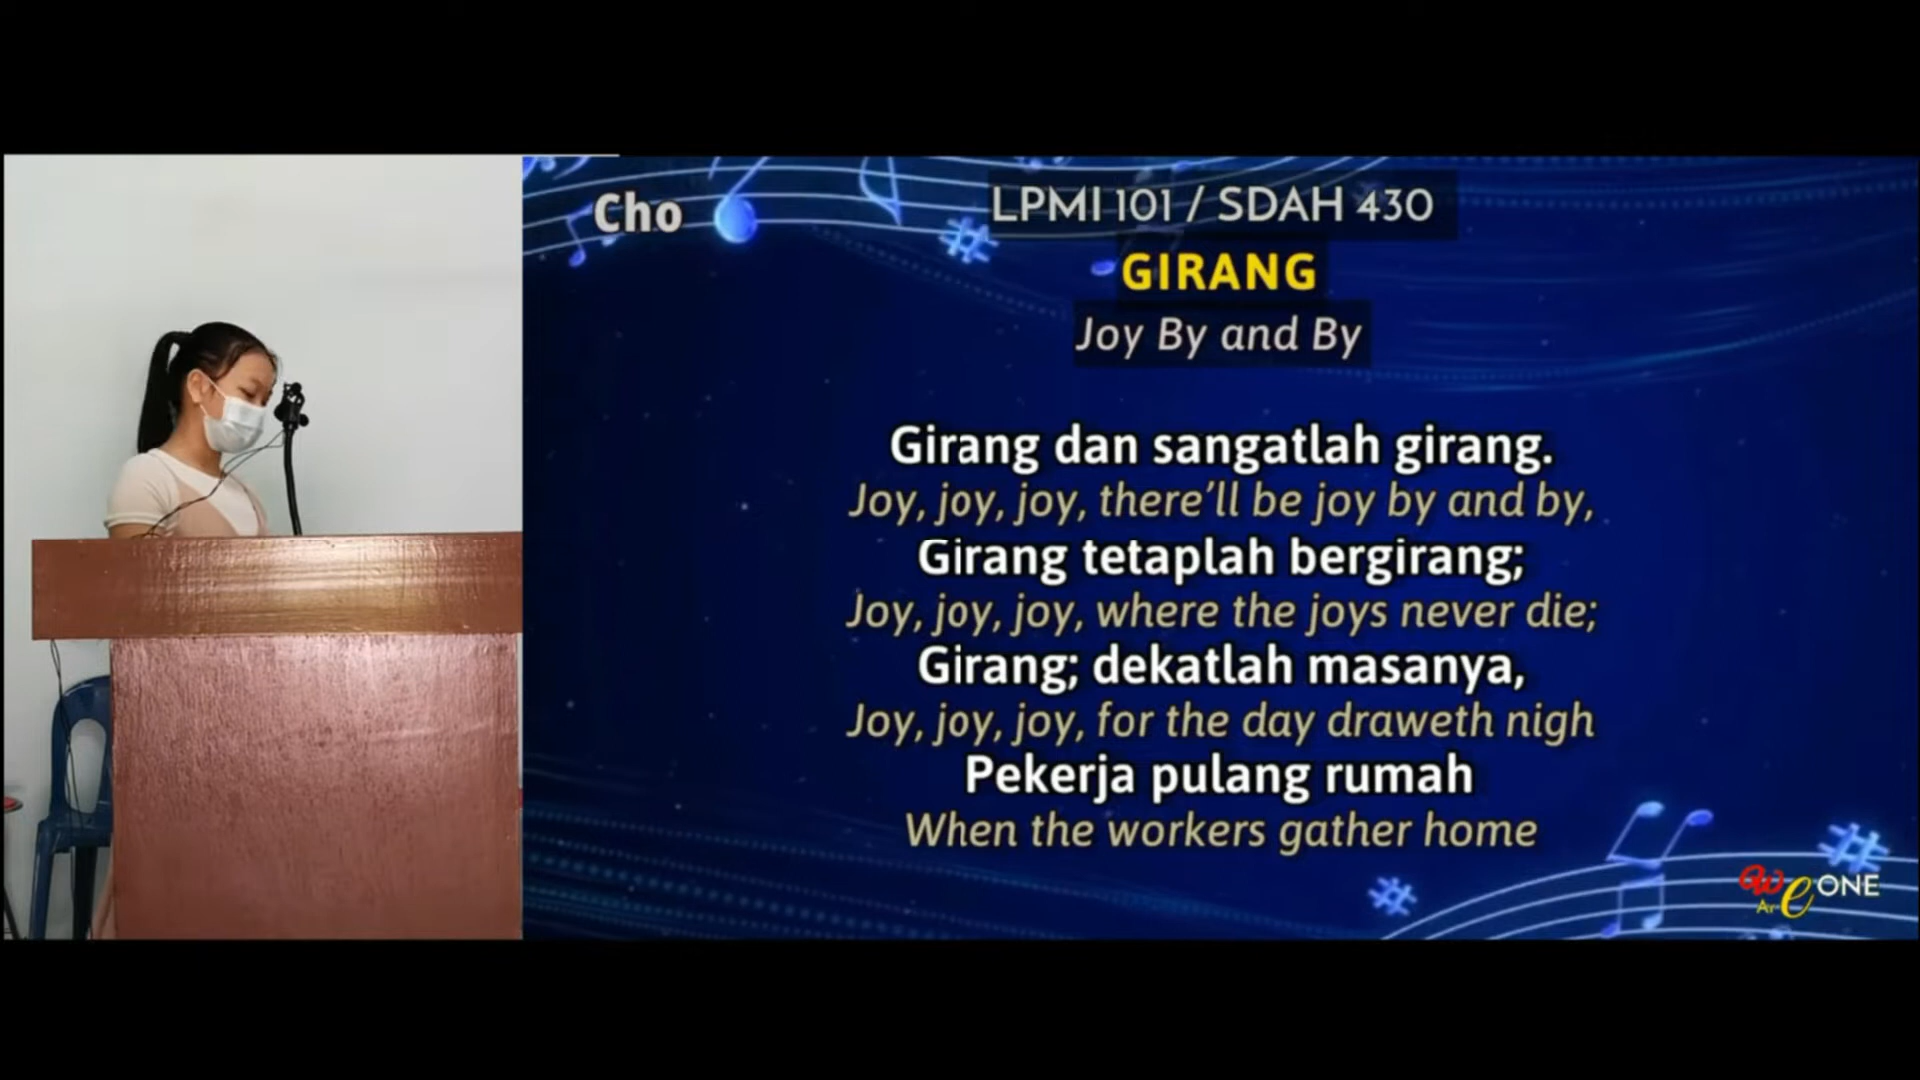 Cho
LPMI 101 / SDAH 430
GIRANG
Joy By and By
Girang dan sangatlah girang.
Joy, joy, joy, there'll be joy by and by,
Girang tetaplah bergirang;
Joy, joy, joy, where the joys never die;
Girang; dekatlah masanya,
Joy, joy, joy, for the day draweth nigh
Pekerja pulang rumah
When the workers gather home
We Are ONE